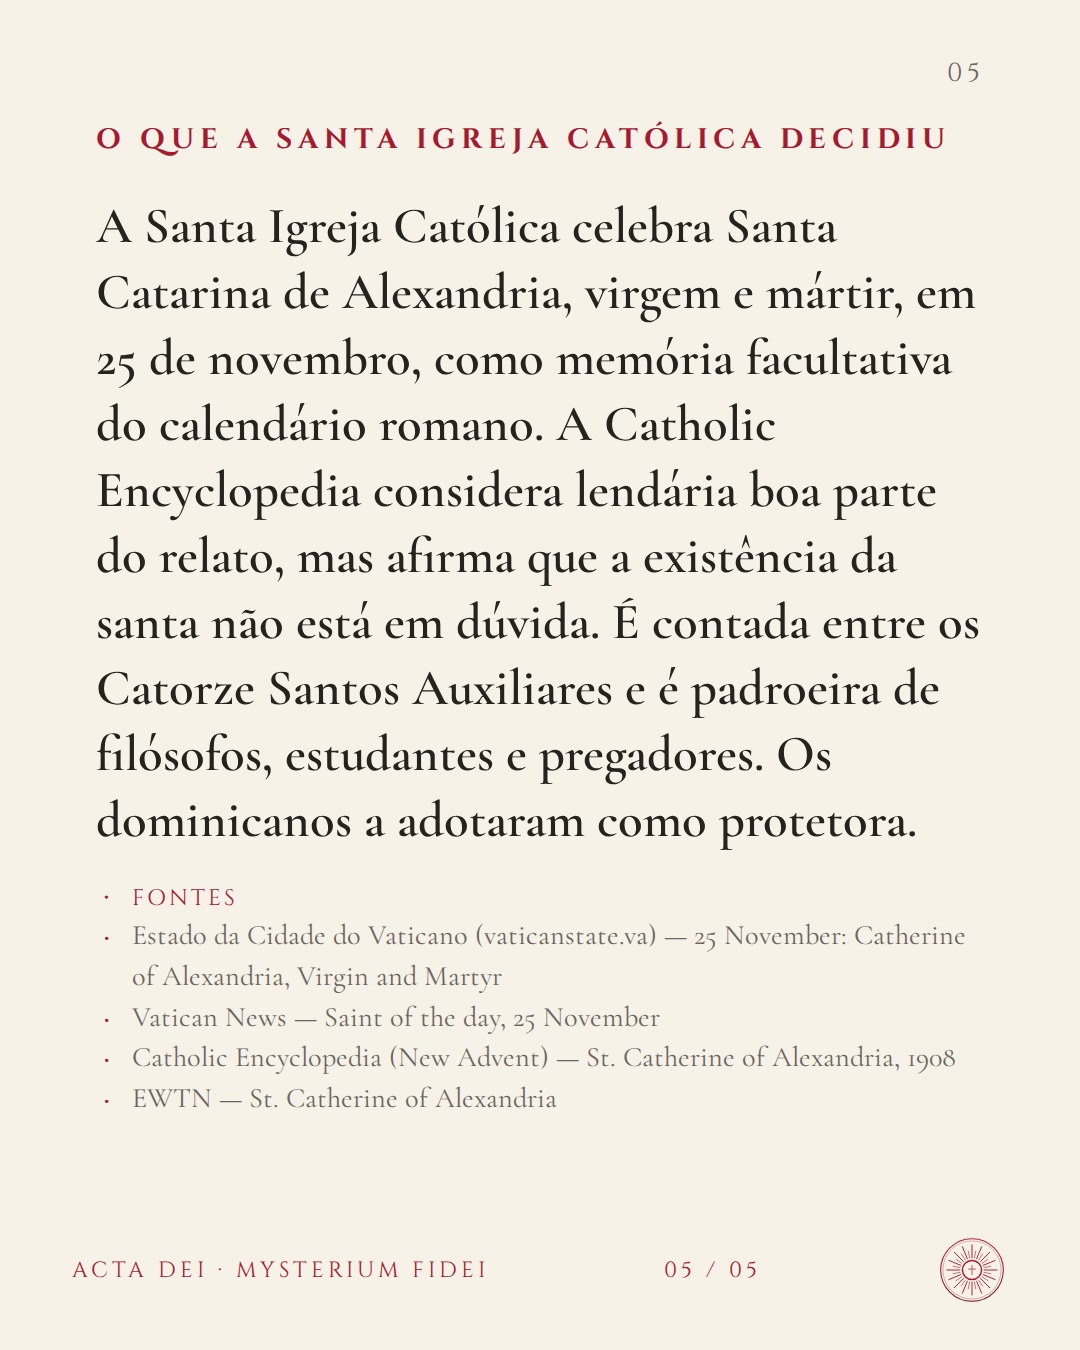 05
O QUE A SANTA IGREJA CATÓLICA DECIDIU
A Santa Igreja Católica celebra Santa
Catarina de Alexandria, virgem e mártir, em
25 de novembro, como memória facultativa
do calendário romano. A Catholic
Encyclopedia considera lendária boa parte
do relato, mas afirma que a existência da
santa não está em dúvida. É contada entre os
Catorze Santos Auxiliares e é padroeira de
filósofos, estudantes e pregadores. Os
dominicanos a adotaram como protetora.
· FONTES
· Estado da Cidade do Vaticano (vaticanstate.va) — 25 November: Catherine
of Alexandria, Virgin and Martyr
· Vatican News — Saint of the day, 25 November
· Catholic Encyclopedia (New Advent) — St. Catherine of Alexandria, 1908
· EWTN — St. Catherine of Alexandria
ACTA DEI · MYSTERIUM FIDEI 05 / 05